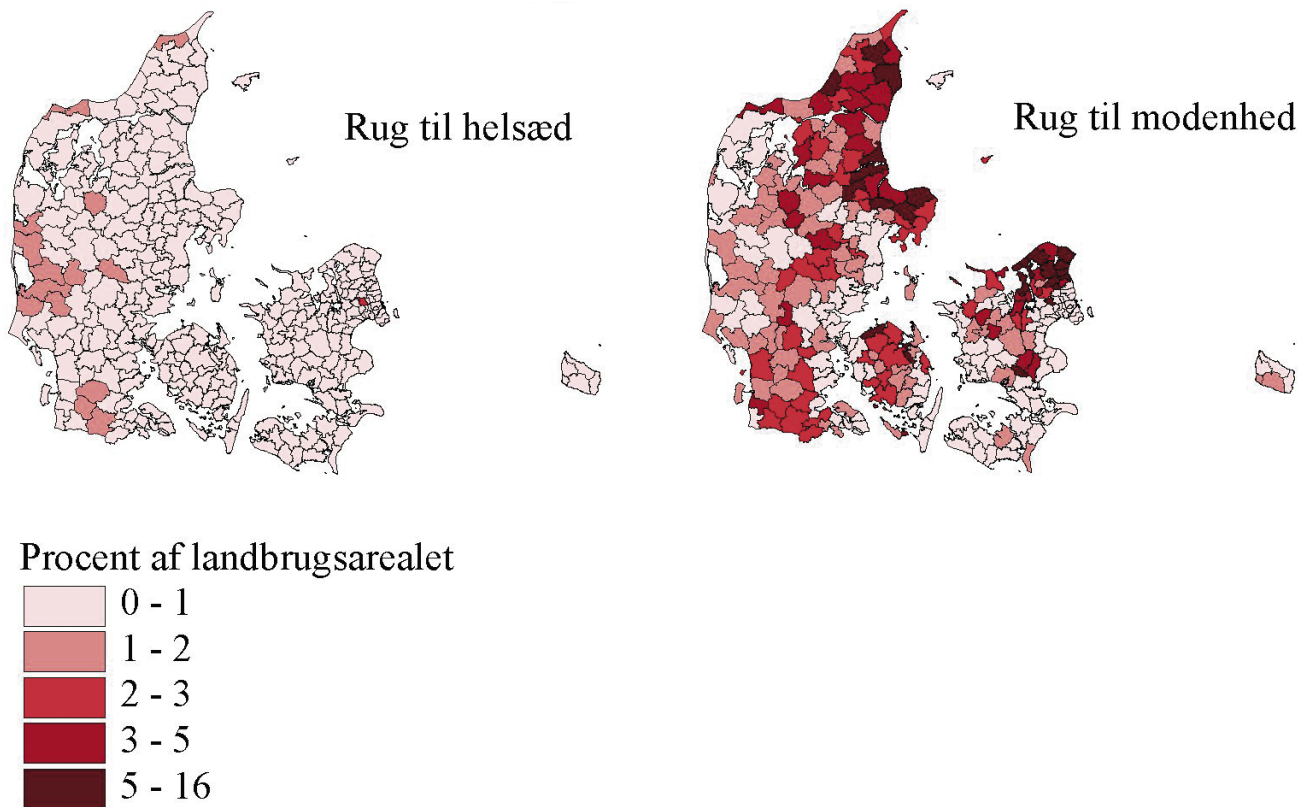 Rug til helsæd
Rug til modenhed
Procent af landbrugsarealet
0 - 1
1 - 2
2 - 3
3 - 5
5 - 16